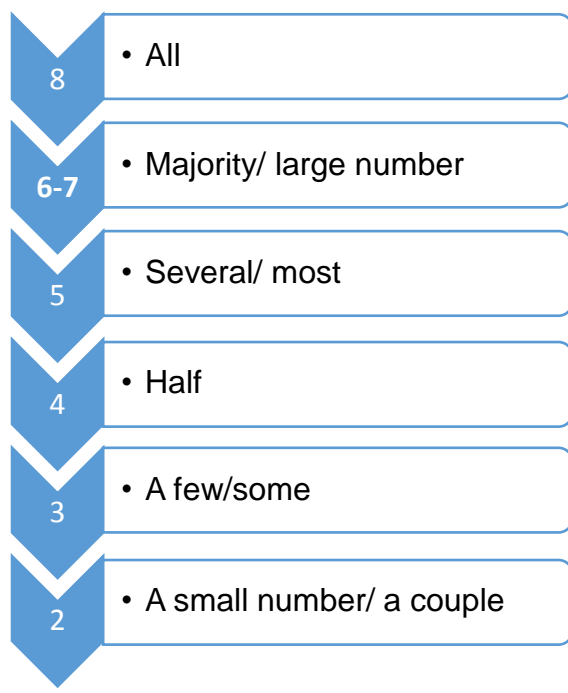 8
• All
6-7
• Majority/ large number
5
• Several/ most
4
• Half
3
• A few/some
2
• A small number/ a couple